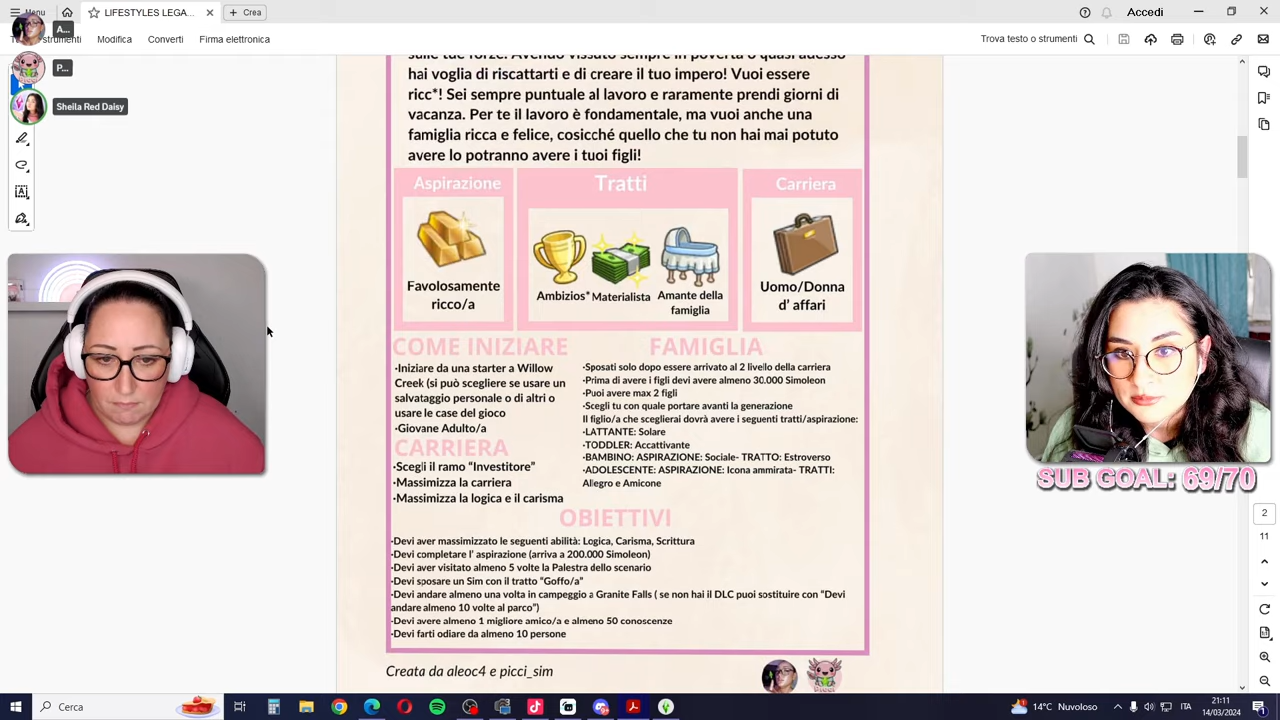 Menu
LIFESTYLES LEGA...
Crea
Accedi
A...
strumenti
Modifica
Converti
Firma elettronica
Trova testo o strumenti
P...
Sheila Red Daisy
sulle tue forze. Avendo vissuto sempre in povertà o quasi adesso
hai voglia di riscattarti e di creare il tuo impero! Vuoi essere
ricc*! Sei sempre puntuale al lavoro e raramente prendi giorni di
vacanza. Per te il lavoro è fondamentale, ma vuoi anche una
famiglia ricca e felice, cosicché quello che tu non hai mai potuto
avere lo potranno avere i tuoi figli!
Aspirazione
Favolosamente
ricco/a
Tratti
Ambizios*
Materialista
Amante della
famiglia
Carriera
Uomo/Donna
d' affari
COME INIZIARE
·Iniziare da una starter a Willow
Creek (si può scegliere se usare un
salvataggio personale o di altri o
usare le case del gioco
·Giovane Adulto/a
CARRIERA
·Scegli il ramo “Investitore”
·Massimizza la carriera
·Massimizza la logica e il carisma
FAMIGLIA
·Sposati solo dopo essere arrivato al 2 livello della carriera
·Prima di avere i figli devi avere almeno 30.000 Simoleon
·Puoi avere max 2 figli
·Scegli tu con quale portare avanti la generazione
Il figlio/a che sceglierai dovrà avere i seguenti tratti/aspirazione:
·LATTANTE: Solare
·TODDLER: Accattivante
·BAMBINO: ASPIRAZIONE: Sociale- TRATTO: Estroverso
·ADOLESCENTE: ASPIRAZIONE: Icona ammirata- TRATTI:
Allegro e Amicone
OBIETTIVI
·Devi aver massimizzato le seguenti abilità: Logica, Carisma, Scrittura
·Devi completare l' aspirazione (arriva a 200.000 Simoleon)
·Devi aver visitato almeno 5 volte la Palestra dello scenario
·Devi sposare un Sim con il tratto “Goffo/a”
·Devi andare almeno una volta in campeggio a Granite Falls ( se non hai il DLC puoi sostituire con “Devi
andare almeno 10 volte al parco”)
·Devi avere almeno 1 migliore amico/a e almeno 50 conoscenze
·Devi farti odiare da almeno 10 persone
Creata da aleoc4 e picci_sim
SUB GOAL: 69/70
2
11
Cerca
14°C Nuvoloso
ITA
21:11
14/03/2024